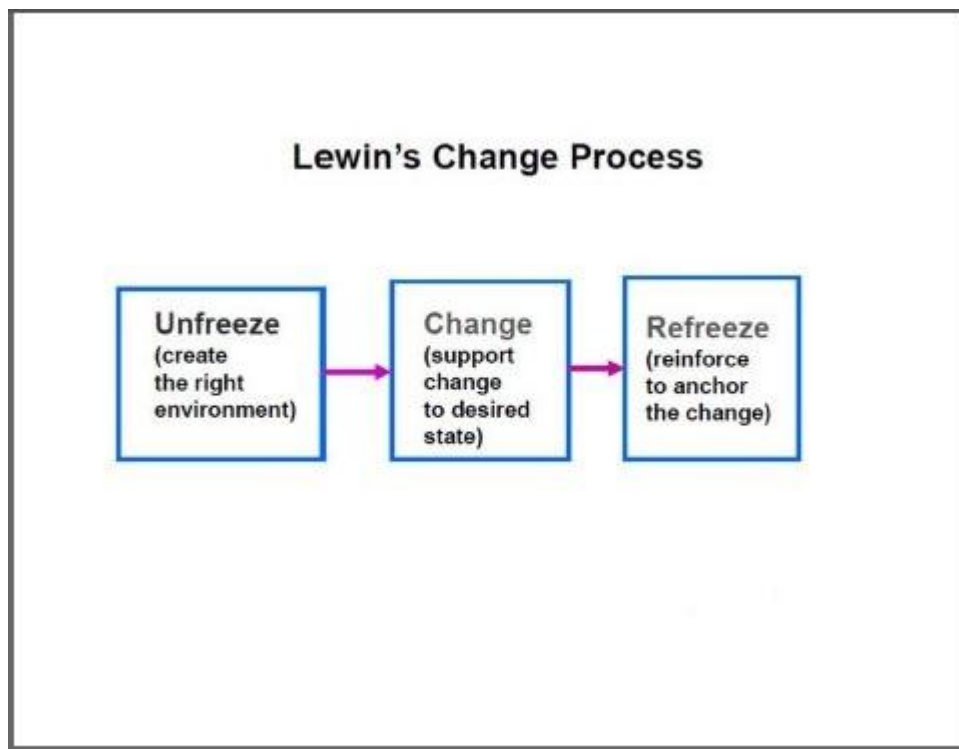 Lewin's Change Process
Unfreeze
(create
the right
environment)
Change
(support
change
to desired
state)
Refreeze
(reinforce
to anchor
the change)